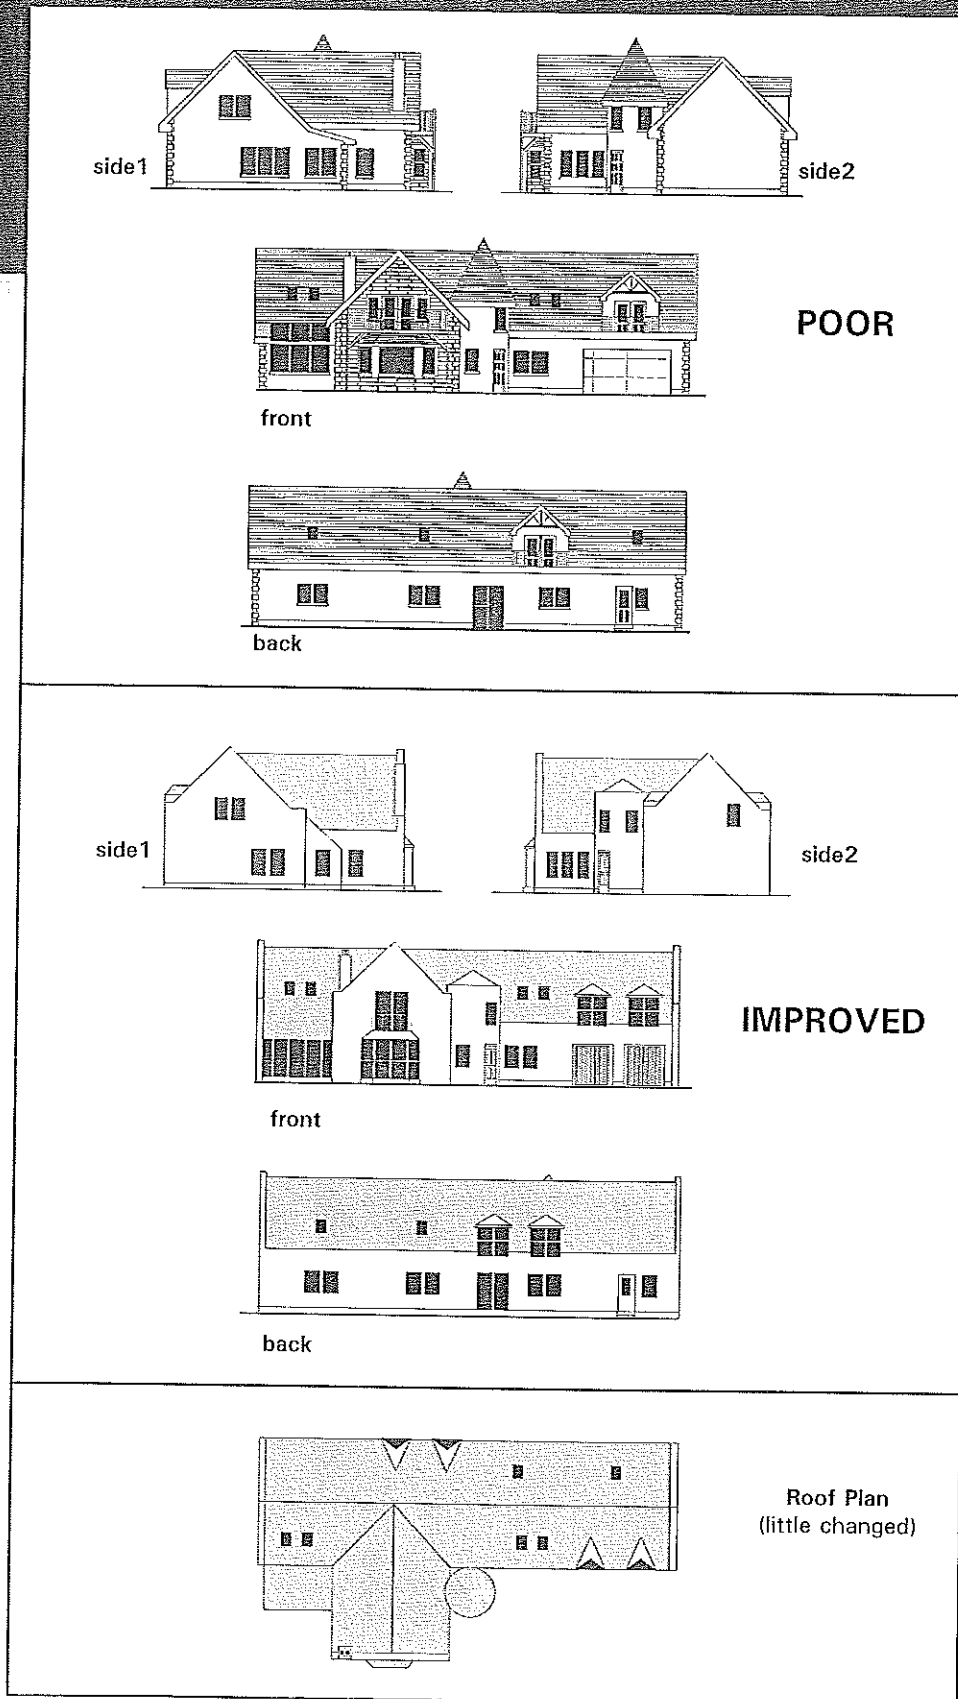 side1
side2
POOR
front
back
side1
side2
IMPROVED
front
back
Roof Plan
(little changed)